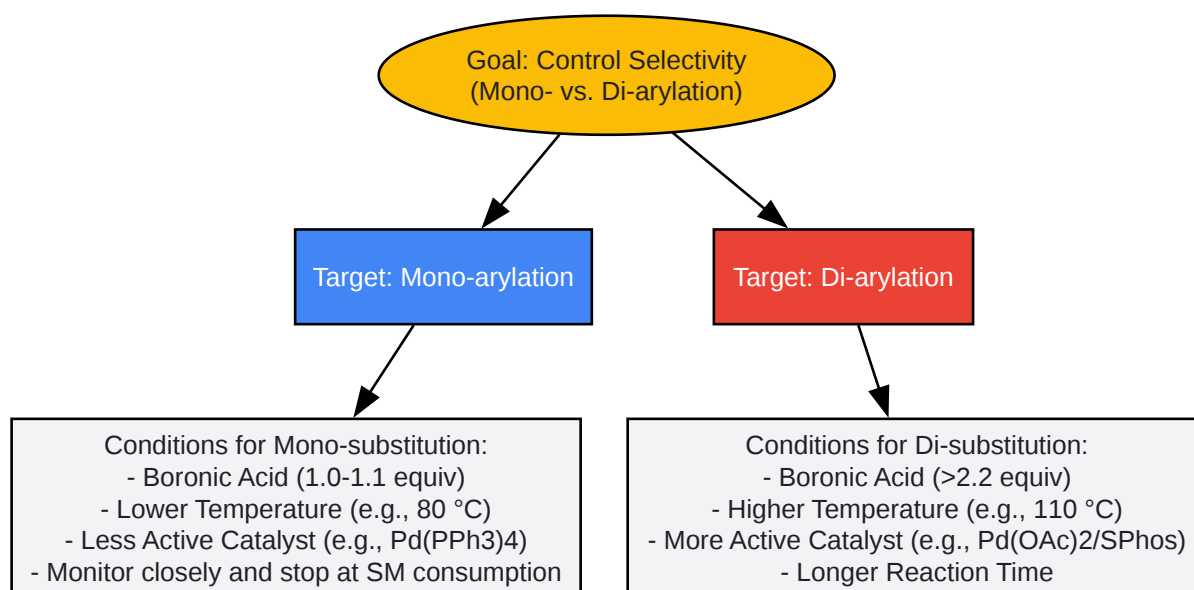 Goal: Control Selectivity
(Mono- vs. Di-arylation)
Target: Mono-arylation
Target: Di-arylation
Conditions for Mono-substitution:
- Boronic Acid (1.0-1.1 equiv)
- Lower Temperature (e.g., 80 °C)
- Less Active Catalyst (e.g., Pd(PPh3)4)
- Monitor closely and stop at SM consumption
Conditions for Di-substitution:
- Boronic Acid (>2.2 equiv)
- Higher Temperature (e.g., 110 °C)
- More Active Catalyst (e.g., Pd(OAc)2/SPhos)
- Longer Reaction Time